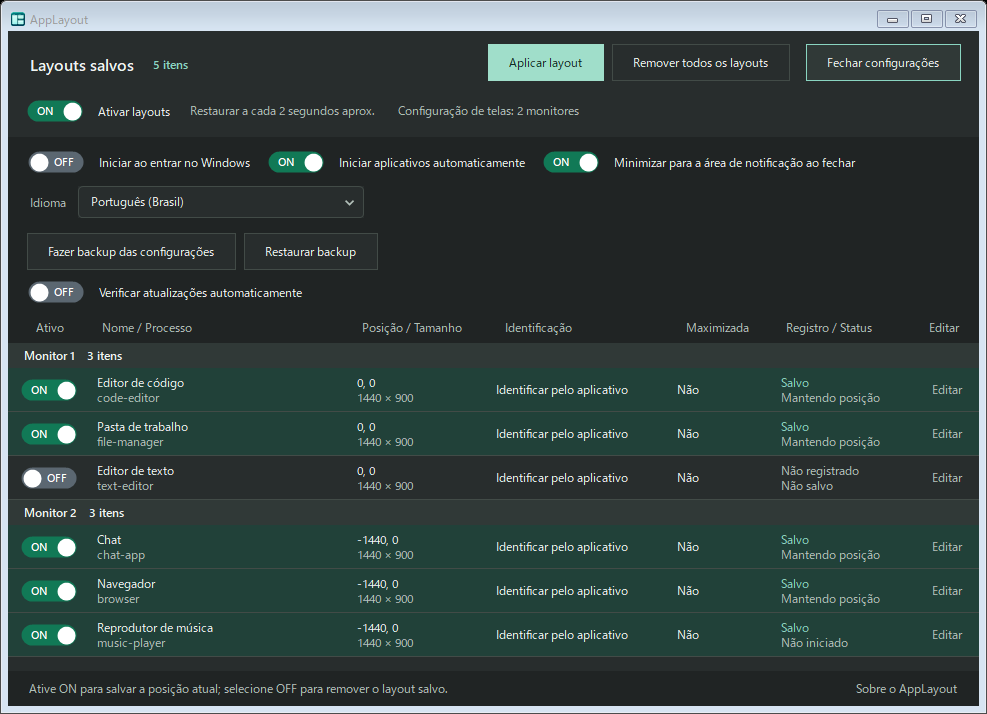 AppLayout
Layouts salvos 5 itens Aplicar layout Remover todos os layouts Fechar configurações
ON Ativar layouts Restaurar a cada 2 segundos aprox. Configuração de telas: 2 monitores
OFF Iniciar ao entrar no Windows ON Iniciar aplicativos automaticamente ON Minimizar para a área de notificação ao fechar
Idioma Português (Brasil)
Fazer backup das configurações Restaurar backup
OFF Verificar atualizações automaticamente
Ativo Nome / Processo Posição / Tamanho Identificação Maximizada Registro / Status Editar
Monitor 1 3 itens
ON Editor de código 0, 0 Identificar pelo aplicativo Não Salvo Editar
code-editor 1440 × 900 Mantendo posição
ON Pasta de trabalho 0, 0 Identificar pelo aplicativo Não Salvo Editar
file-manager 1440 × 900 Mantendo posição
OFF Editor de texto 0, 0 Identificar pelo aplicativo Não Não registrado Editar
text-editor 1440 × 900 Não salvo
Monitor 2 3 itens
ON Chat -1440, 0 Identificar pelo aplicativo Não Salvo Editar
chat-app 1440 × 900 Mantendo posição
ON Navegador -1440, 0 Identificar pelo aplicativo Não Salvo Editar
browser 1440 × 900 Mantendo posição
ON Reprodutor de música -1440, 0 Identificar pelo aplicativo Não Salvo Editar
music-player 1440 × 900 Não iniciado
Ative ON para salvar a posição atual; selecione OFF para remover o layout salvo. Sobre o AppLayout